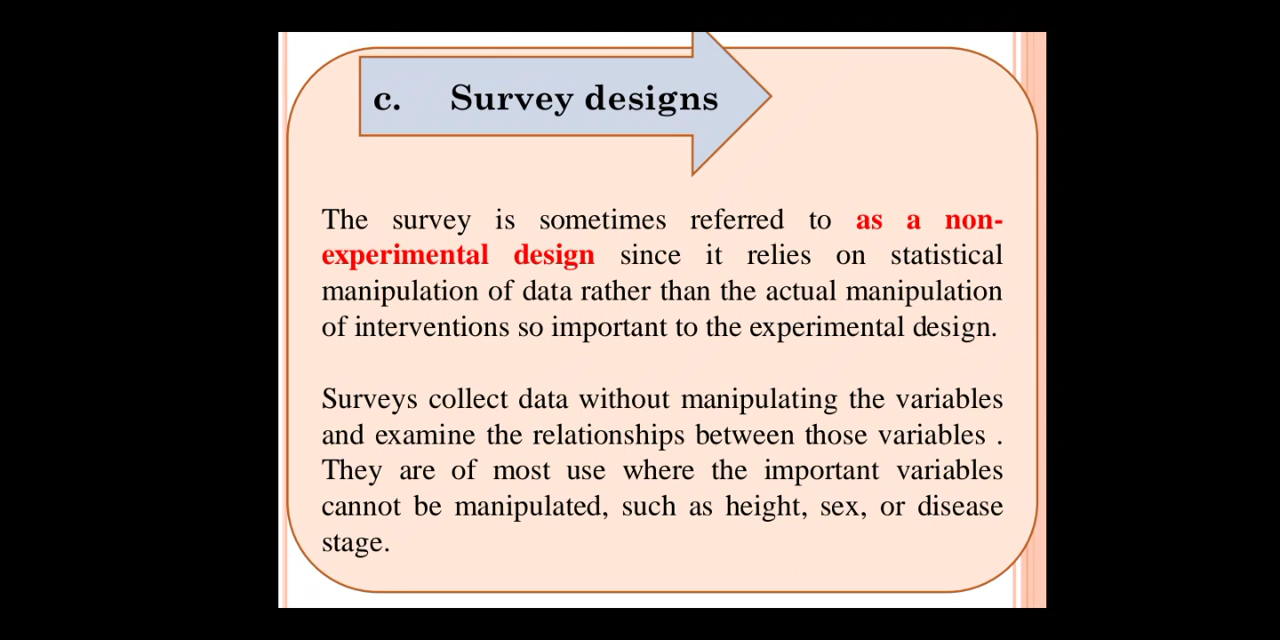 c. Survey designs
The survey is sometimes referred to as a non-
experimental design since it relies on statistical
manipulation of data rather than the actual manipulation
of interventions so important to the experimental design.
Surveys collect data without manipulating the variables
and examine the relationships between those variables .
They are of most use where the important variables
cannot be manipulated, such as height, sex, or disease
stage.